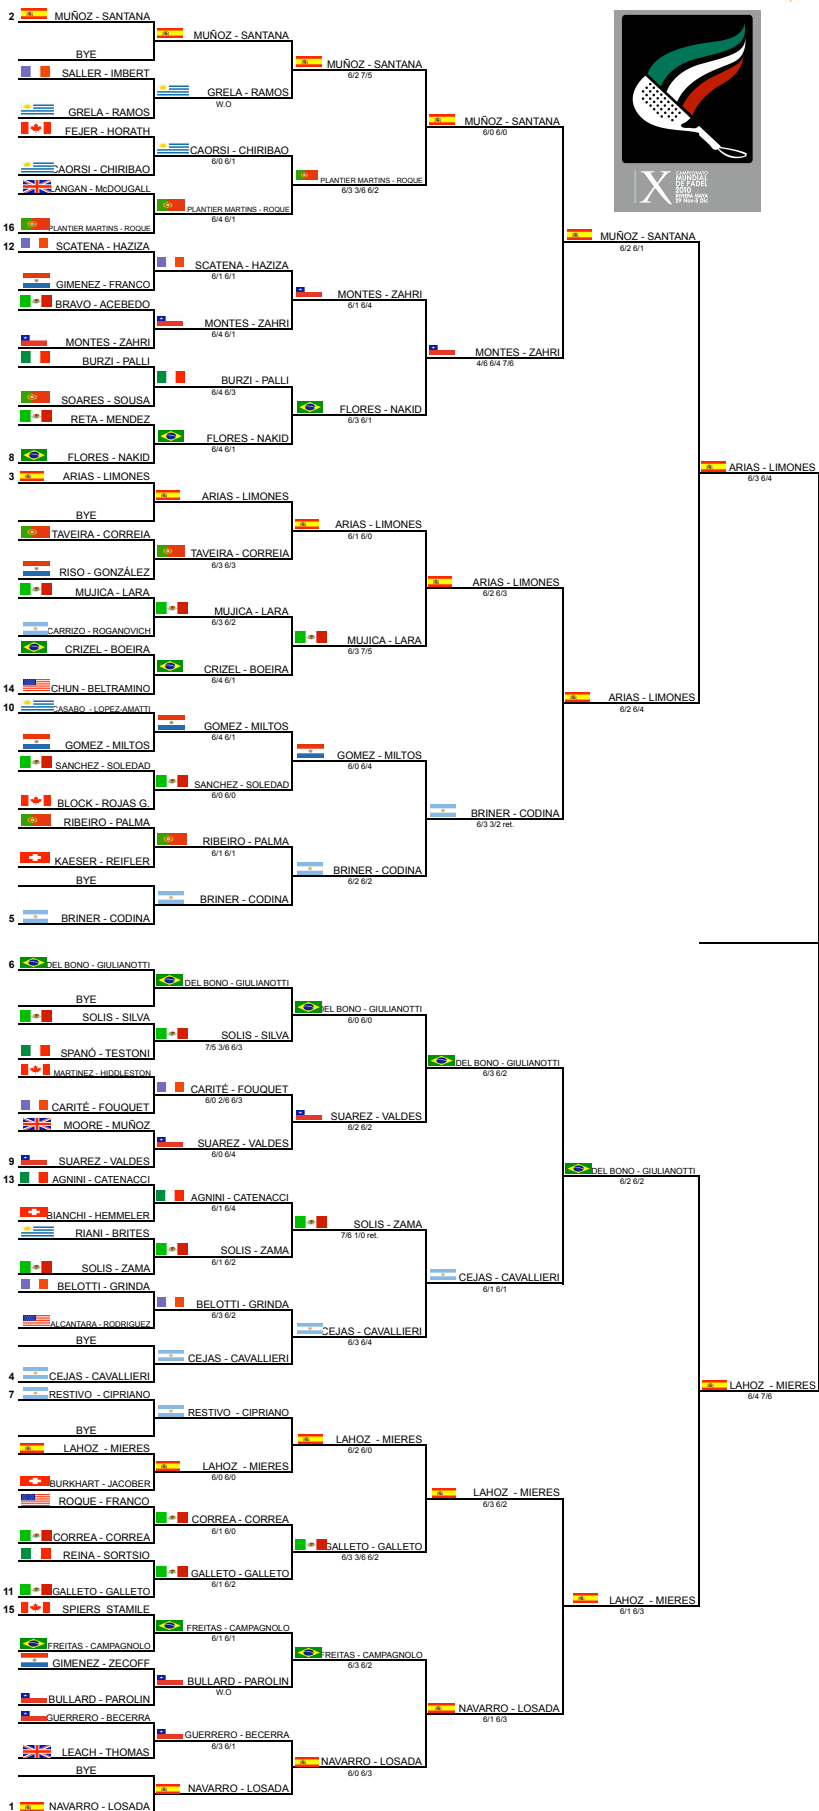 2 MUÑOZ - SANTANA
BYE
SALLER - IMBERT
GRELA - RAMOS
FEJER - HORATH
CAORSI - CHIRIBAO
LANGAN - McDOUGALL
16 PLANTIER MARTINS - ROQUE
12 SCATENA - HAZIZA
GIMENEZ - FRANCO
BRAVO - ACEBEDO
MONTES - ZAHRI
BURZI - PALLI
SOARES - SOUSA
RETA - MENDEZ
8 FLORES - NAKID
3 ARIAS - LIMONES
BYE
TAVEIRA - CORREIA
RISO - GONZÁLEZ
MUJICA - LARA
CARRIZO - ROGANOVICH
CRIZEL - BOEIRA
14 CHUN - BELTRAMINO
10 CASABO - LOPEZ-AMATTI
GOMEZ - MILTOS
SANCHEZ - SOLEDAD
BLOCK - ROJAS G.
RIBEIRO - PALMA
KAESER - REIFLER
BYE
5 BRINER - CODINA
6 DEL BONO - GIULIANOTTI
BYE
SOLIS - SILVA
SPANÓ - TESTONI
MARTINEZ - HIDDLESTON
CARITÉ - FOUQUET
MOORE - MUÑOZ
9 SUAREZ - VALDES
13 AGNINI - CATENACCI
BIANCHI - HEMMELER
RIANI - BRITES
SOLIS - ZAMA
BELOTTI - GRINDA
ALCANTARA - RODRIGUEZ
BYE
4 CEJAS - CAVALLIERI
7 RESTIVO - CIPRIANO
BYE
LAHOZ - MIERES
BURKHART - JACOBER
ROQUE - FRANCO
CORREA - CORREA
REINA - SORTSIO
11 GALLETO - GALLETO
15 SPIERS STAMILE
FREITAS - CAMPAGNOLO
GIMENEZ - ZECOFF
BULLARD - PAROLIN
GUERRERO - BECERRA
LEACH - THOMAS
BYE
1 NAVARRO - LOSADA
MUÑOZ - SANTANA
GRELA - RAMOS
W.O
CAORSI - CHIRIBAO
6/0 6/1
PLANTIER MARTINS - ROQUE
6/4 6/1
SCATENA - HAZIZA
6/1 6/1
MONTES - ZAHRI
6/4 6/1
BURZI - PALLI
6/4 6/3
FLORES - NAKID
6/4 6/1
ARIAS - LIMONES
TAVEIRA - CORREIA
6/3 6/3
MUJICA - LARA
6/3 6/2
CRIZEL - BOEIRA
6/4 6/1
GOMEZ - MILTOS
6/4 6/1
SANCHEZ - SOLEDAD
6/0 6/0
RIBEIRO - PALMA
6/1 6/1
BRINER - CODINA
DEL BONO - GIULIANOTTI
SOLIS - SILVA
7/5 3/6 6/3
CARITÉ - FOUQUET
6/0 2/6 6/3
SUAREZ - VALDES
6/0 6/4
AGNINI - CATENACCI
6/1 6/4
SOLIS - ZAMA
6/1 6/2
BELOTTI - GRINDA
6/3 6/2
CEJAS - CAVALLIERI
RESTIVO - CIPRIANO
LAHOZ - MIERES
6/0 6/0
CORREA - CORREA
6/1 6/0
GALLETO - GALLETO
6/1 6/2
FREITAS - CAMPAGNOLO
6/1 6/1
BULLARD - PAROLIN
W.O
GUERRERO - BECERRA
6/3 6/1
NAVARRO - LOSADA
MUÑOZ - SANTANA
6/2 7/5
PLANTIER MARTINS - ROQUE
6/3 3/6 6/2
MONTES - ZAHRI
6/1 6/4
FLORES - NAKID
6/3 6/1
ARIAS - LIMONES
6/1 6/0
MUJICA - LARA
6/3 7/5
GOMEZ - MILTOS
6/0 6/4
BRINER - CODINA
6/2 6/2
DEL BONO - GIULIANOTTI
6/0 6/0
SUAREZ - VALDES
6/2 6/2
SOLIS - ZAMA
7/6 1/0 ret.
CEJAS - CAVALLIERI
6/3 6/4
LAHOZ - MIERES
6/2 6/0
GALLETO - GALLETO
6/3 3/6 6/2
FREITAS - CAMPAGNOLO
6/3 6/2
NAVARRO - LOSADA
6/0 6/3
MUÑOZ - SANTANA
6/0 6/0
MONTES - ZAHRI
4/6 6/4 7/6
ARIAS - LIMONES
6/2 6/3
BRINER - CODINA
6/3 3/2 ret.
DEL BONO - GIULIANOTTI
6/3 6/2
CEJAS - CAVALLIERI
6/1 6/1
LAHOZ - MIERES
6/3 6/2
NAVARRO - LOSADA
6/1 6/3
MUÑOZ - SANTANA
6/2 6/1
ARIAS - LIMONES
6/2 6/4
DEL BONO - GIULIANOTTI
6/2 6/2
LAHOZ - MIERES
6/1 6/3
ARIAS - LIMONES
6/3 6/4
LAHOZ - MIERES
6/4 7/6
X CAMPEONATO
MUNDIAL
DE PADEL
2010
RIVIERA MAYA
29 Nov-5 Dic